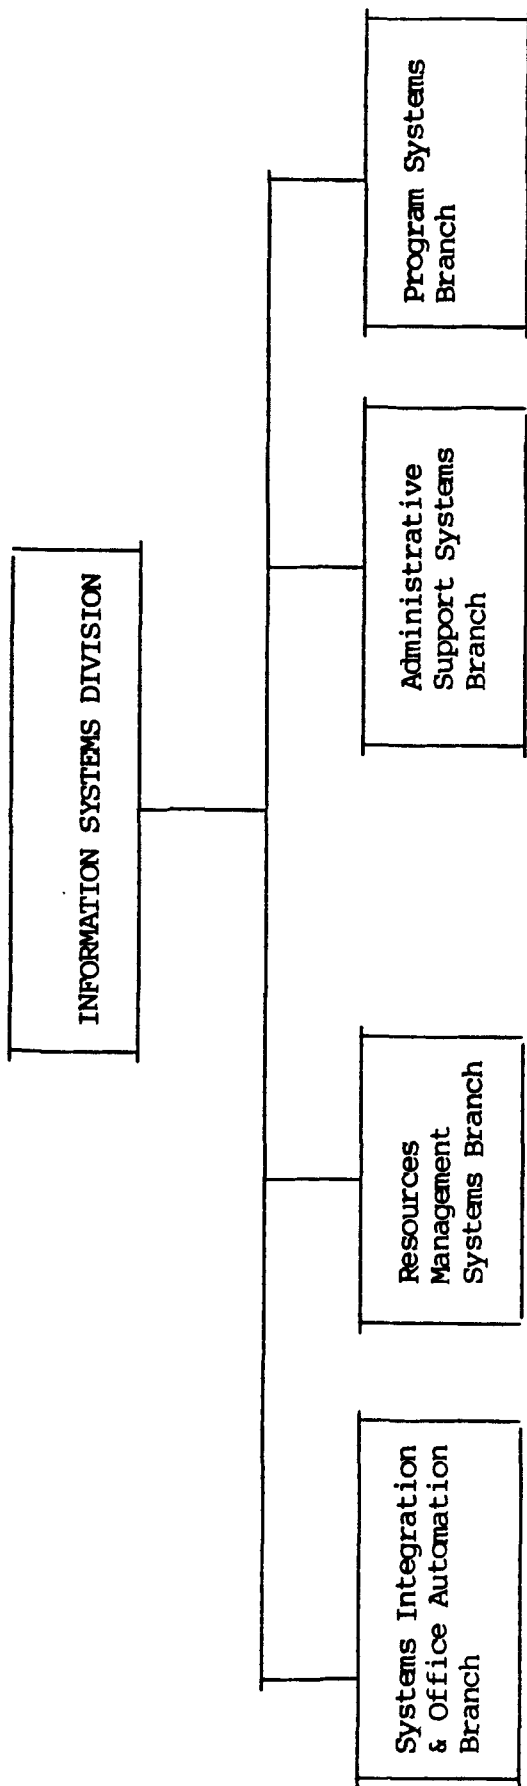 INFORMATION SYSTEMS DIVISION
Systems Integration
& Office Automation
Branch
Resources
Management
Systems Branch
Administrative
Support Systems
Branch
Program Systems
Branch